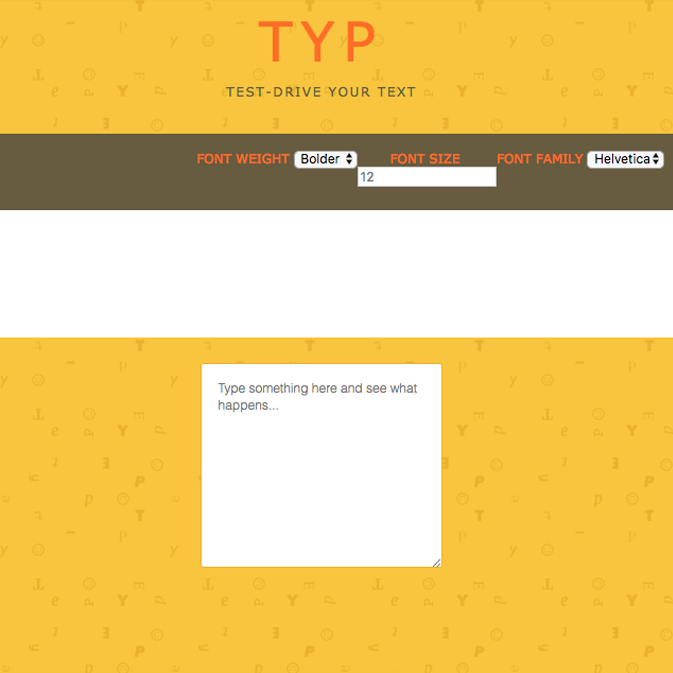 TYP
TEST-DRIVE YOUR TEXT
FONT WEIGHT Bolder FONT SIZE FONT FAMILY Helvetica
12
Type something here and see what
happens...